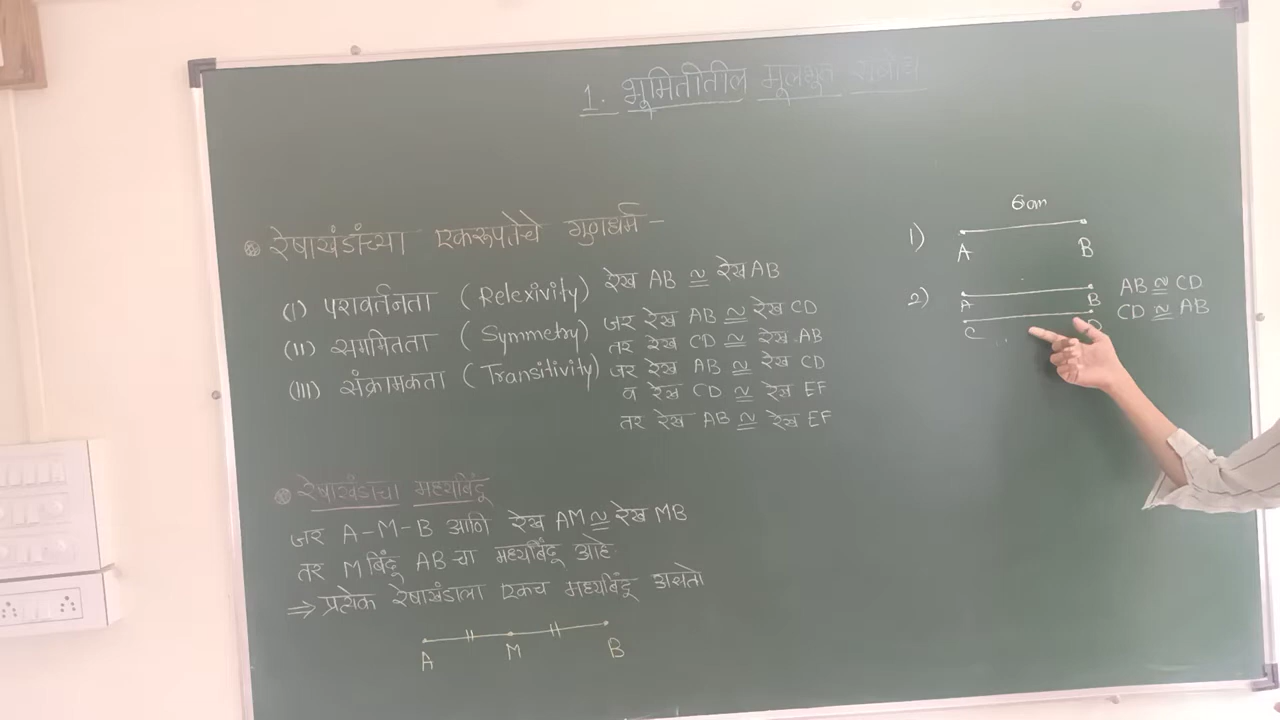 1. भूमितीतील मूलभूत संबोध
रेषाखंडांच्या एकरूपतेचे गुणधर्म -
(I) परावर्तनता (Relexivity) रेख AB ≅ रेख AB
(II) सममितता (Symmetry) जर रेख AB ≅ रेख CD
तर रेख CD ≅ रेख AB
(III) संक्रामकता (Transitivity) जर रेख AB ≅ रेख CD
व रेख CD ≅ रेख EF
तर रेख AB ≅ रेख EF
रेषाखंडाचा मध्यबिंदू
जर A-M-B आणि रेख AM ≅ रेख MB
तर M बिंदू AB चा मध्यबिंदू आहे.
⇒ प्रत्येक रेषाखंडाला एकच मध्यबिंदू असतो
A M B
6cm
1) A B
2) A B AB ≅ CD
C D CD ≅ AB